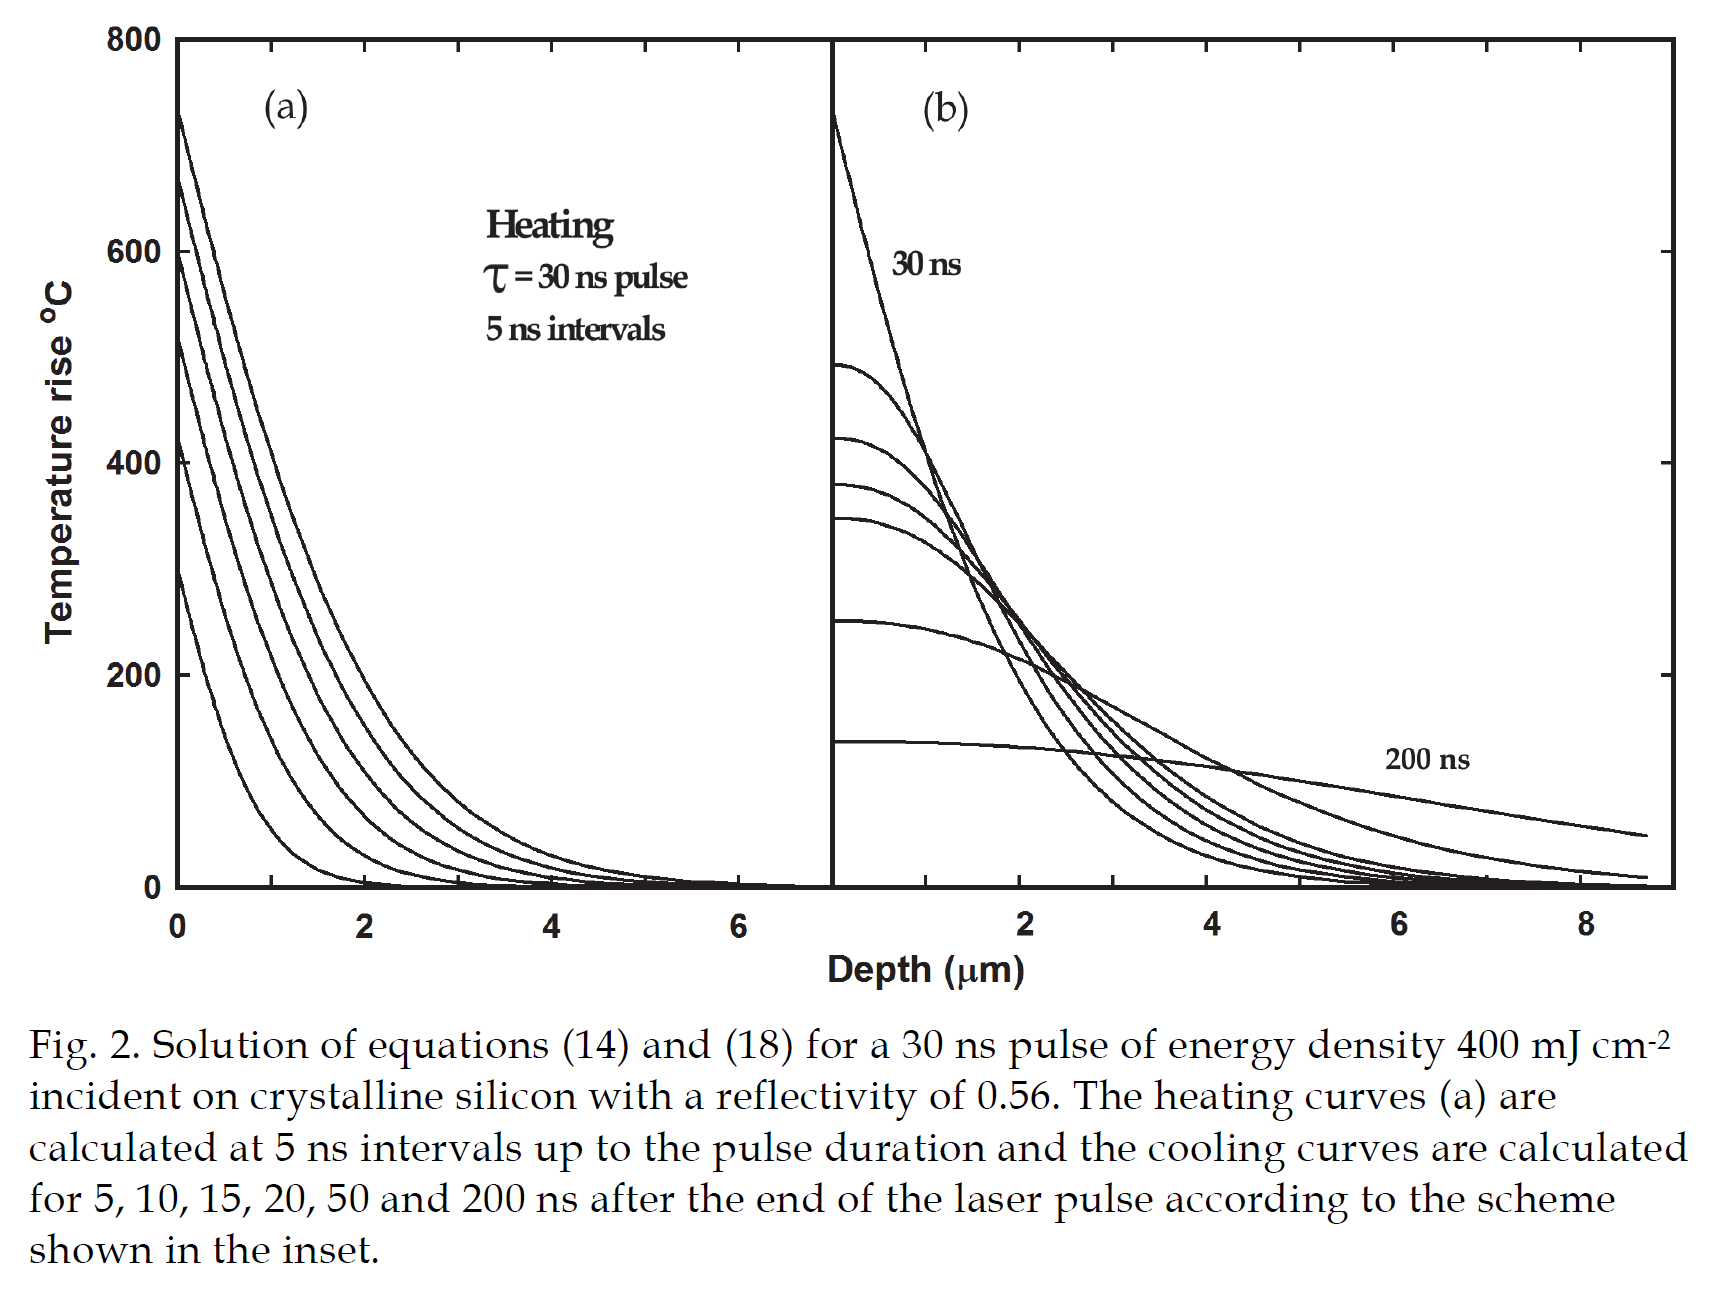 800
600
400
200
0
Temperature rise °C
(a)
Heating
τ = 30 ns pulse
5 ns intervals
(b)
30 ns
200 ns
0 2 4 6 2 4 6 8
Depth (μm)
Fig. 2. Solution of equations (14) and (18) for a 30 ns pulse of energy density 400 mJ cm-2
incident on crystalline silicon with a reflectivity of 0.56. The heating curves (a) are
calculated at 5 ns intervals up to the pulse duration and the cooling curves are calculated
for 5, 10, 15, 20, 50 and 200 ns after the end of the laser pulse according to the scheme
shown in the inset.